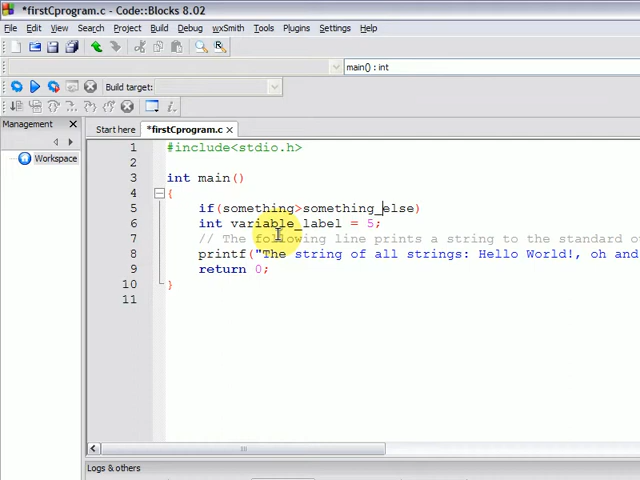 *firstCprogram.c - Code::Blocks 8.02
File Edit View Search Project Build Debug wxSmith Tools Plugins Settings Help
main() : int
Build target:
Management
Start here *firstCprogram.c
Workspace
1 #include<stdio.h>
2
3 int main()
4 {
5 if(something>something_else)
6 int variable_label = 5;
7 // The following line prints a string to the standard
8 printf("The string of all strings: Hello World!, oh and
9 return 0;
10 }
11
Logs & others